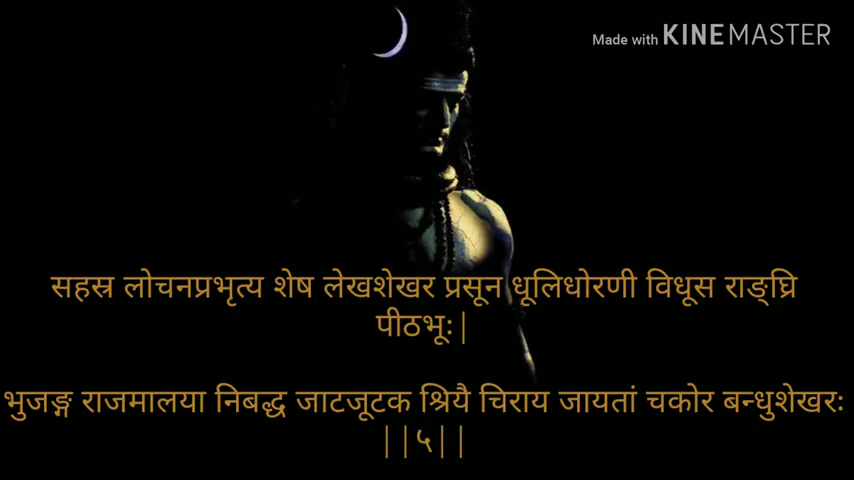 Made with KINEMASTER
सहस्र लोचनप्रभृत्य शेष लेखशेखर प्रसून धूलिधोरणी विधूस राङ्घ्रि
पीठभूः|
भुजङ्ग राजमालया निबद्ध जाटजूटक श्रियै चिराय जायतां चकोर बन्धुशेखरः
||५||